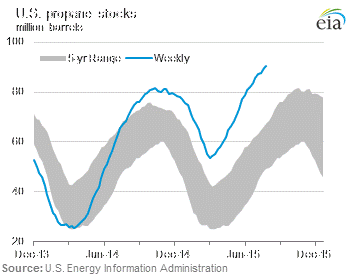 U.S. propane stocks
million barrels
eia
100
5-yr Range
Weekly
80
60
40
20
Dec-13
Jun-14
Dec-14
Jun-15
Dec-15
Source: U.S. Energy Information Administration